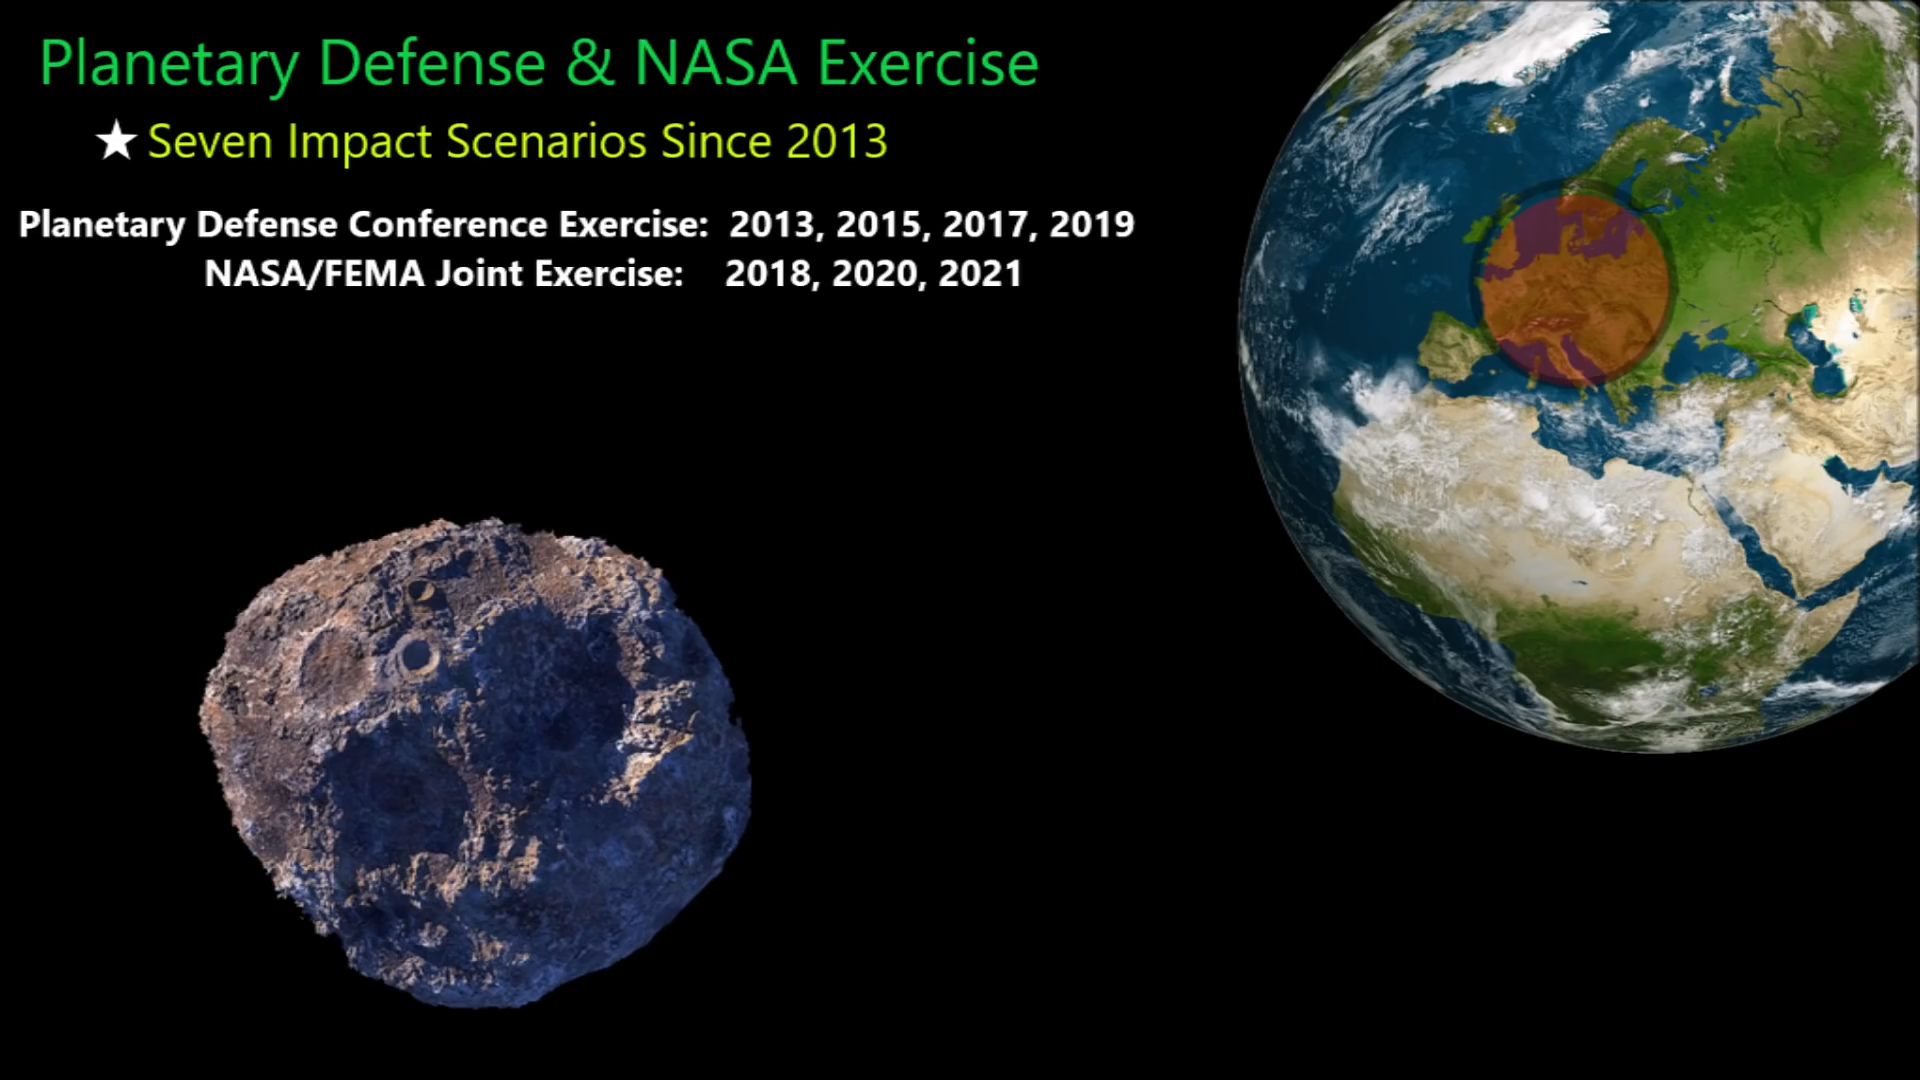 Planetary Defense & NASA Exercise
★ Seven Impact Scenarios Since 2013
Planetary Defense Conference Exercise: 2013, 2015, 2017, 2019
NASA/FEMA Joint Exercise: 2018, 2020, 2021